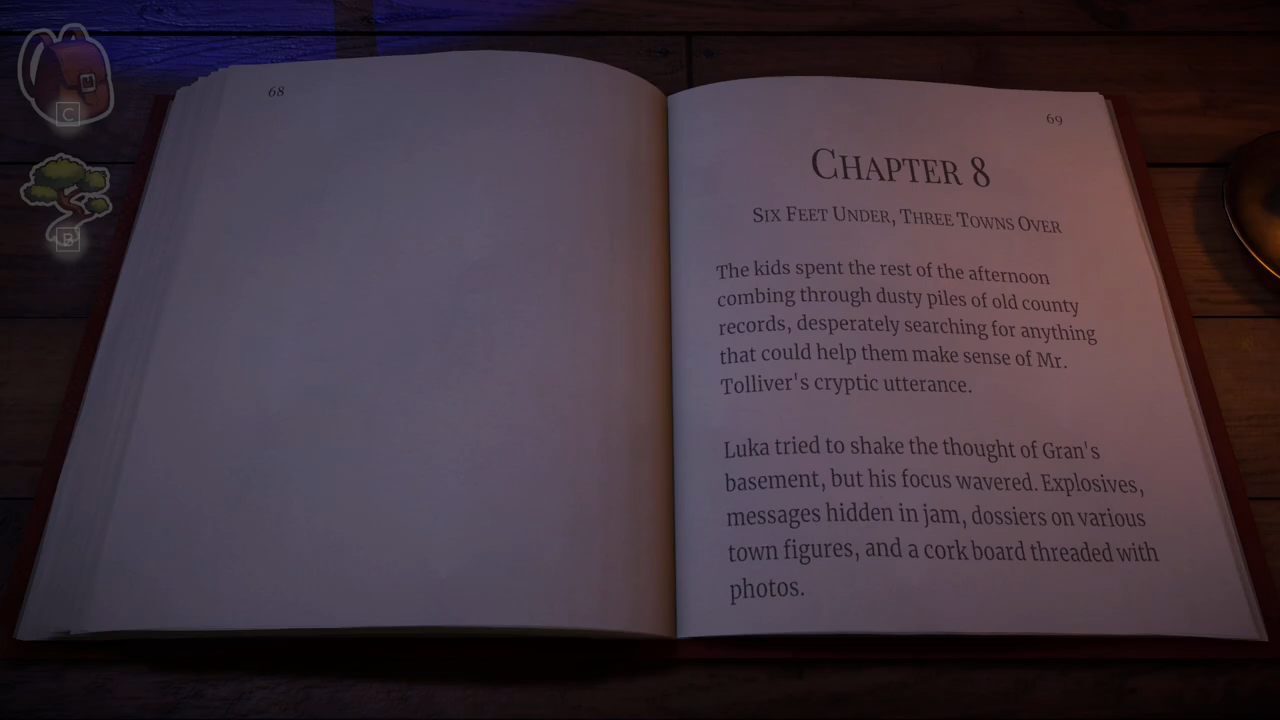 68
69
Chapter 8
Six Feet Under, Three Towns Over
The kids spent the rest of the afternoon
combing through dusty piles of old county
records, desperately searching for anything
that could help them make sense of Mr.
Tolliver's cryptic utterance.
Luka tried to shake the thought of Gran's
basement, but his focus wavered. Explosives,
messages hidden in jam, dossiers on various
town figures, and a cork board threaded with
photos.
C
B